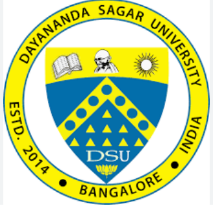 DAYANANDA SAGAR UNIVERSITY
ESTD.- 2014 • BANGALORE • INDIA
DSU